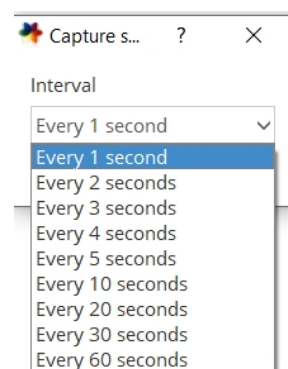 Capture s... ?
Interval
Every 1 second
Every 1 second
Every 2 seconds
Every 3 seconds
Every 4 seconds
Every 5 seconds
Every 10 seconds
Every 20 seconds
Every 30 seconds
Every 60 seconds